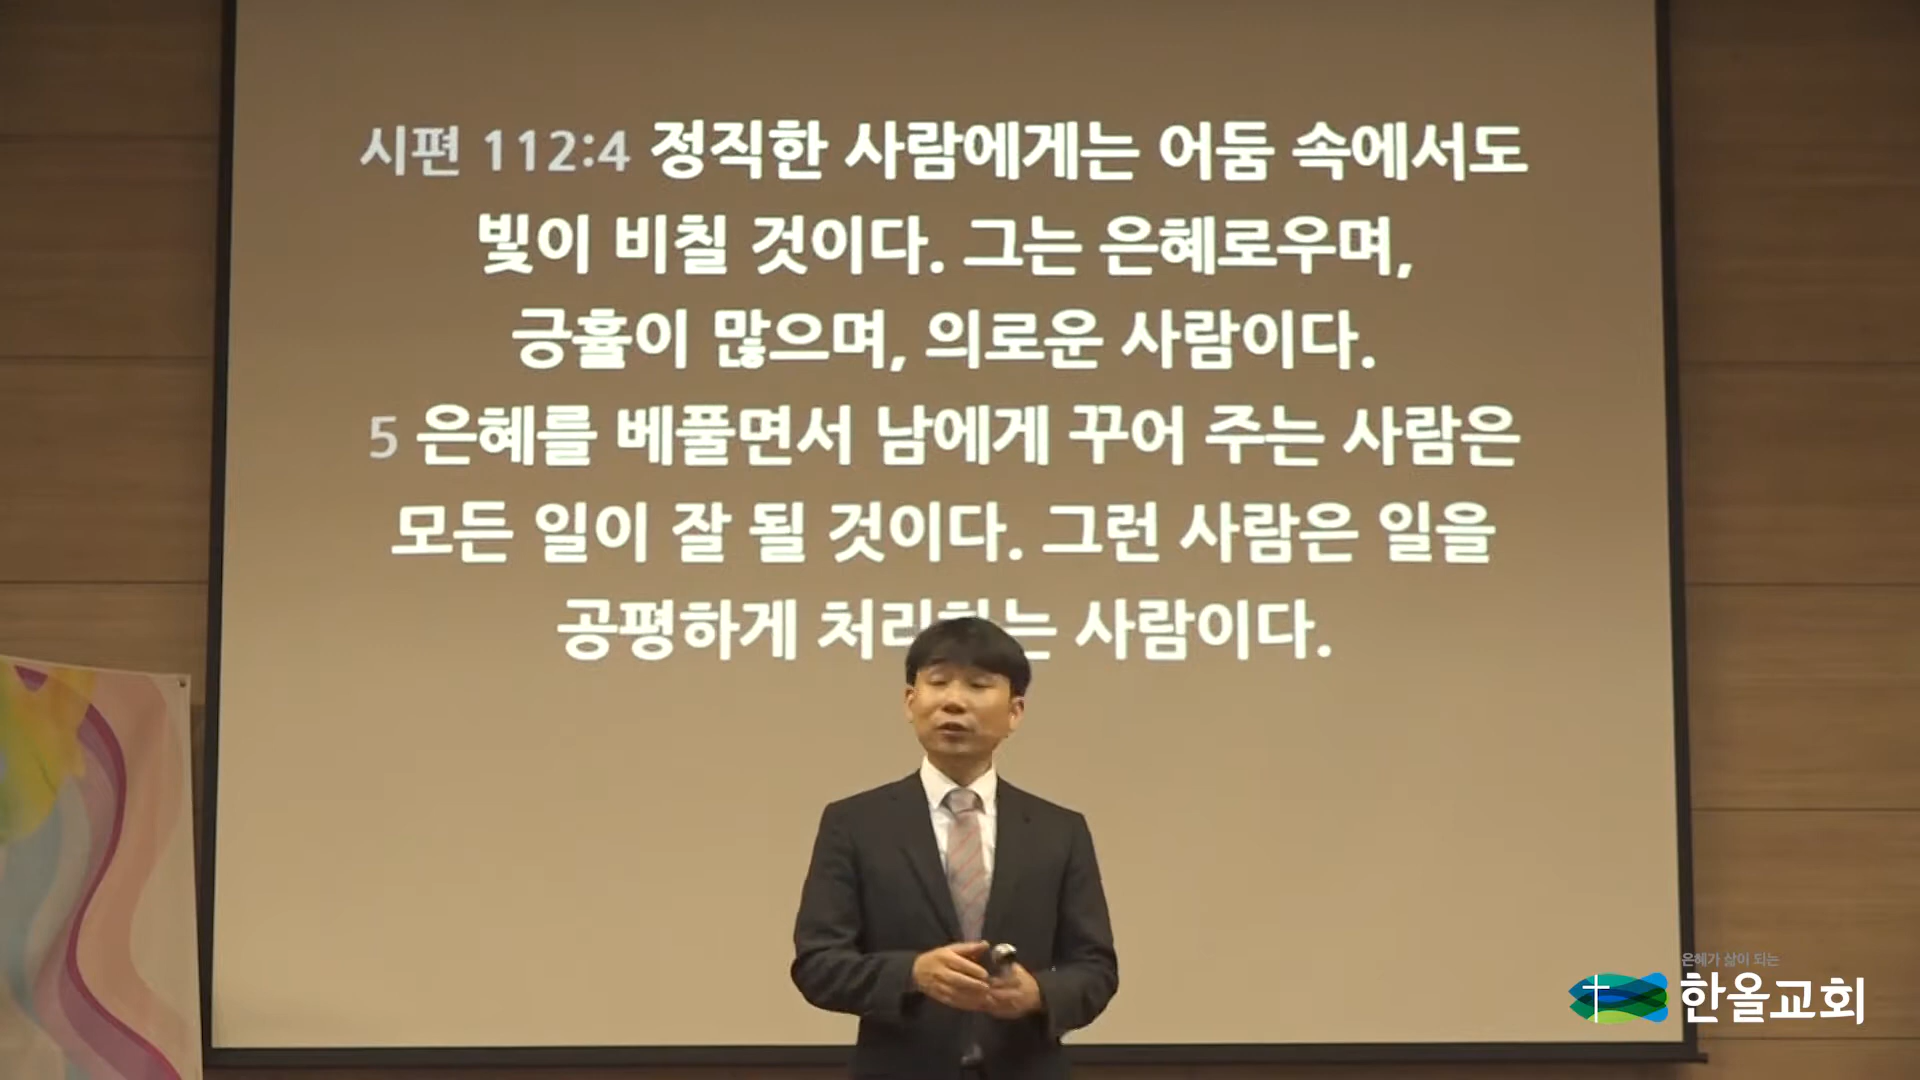 시편 112:4 정직한 사람에게는 어둠 속에서도
빛이 비칠 것이다. 그는 은혜로우며,
긍휼이 많으며, 의로운 사람이다.
5 은혜를 베풀면서 남에게 꾸어 주는 사람은
모든 일이 잘 될 것이다. 그런 사람은 일을
공평하게 처리하는 사람이다.
은혜가 삶이 되는
한올교회